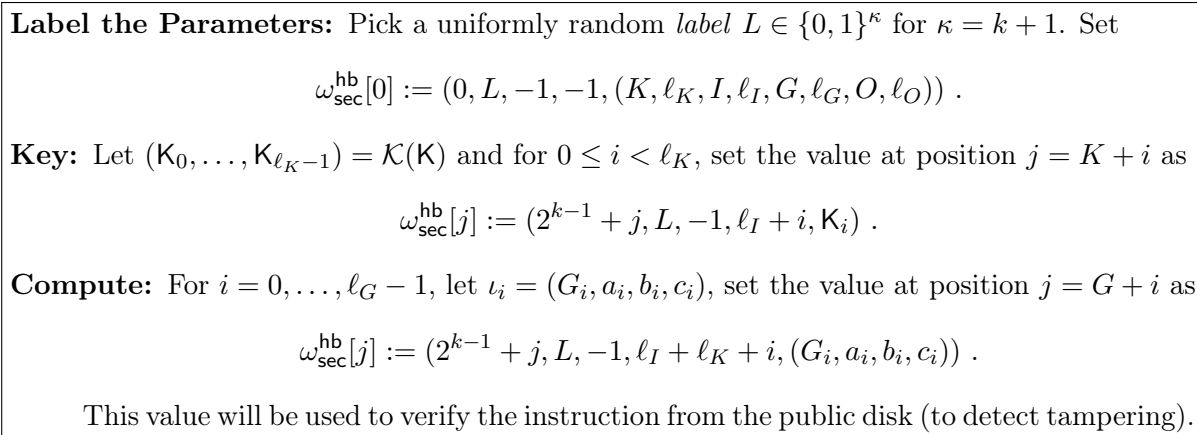 Label the Parameters: Pick a uniformly random label L ∈ {0, 1}^κ for κ = k + 1. Set
ω_sec^hb[0] := (0, L, −1, −1, (K, ℓ_K, I, ℓ_I, G, ℓ_G, O, ℓ_O)) .
Key: Let (K_0, . . . , K_{ℓ_K−1}) = 𝒦(K) and for 0 ≤ i < ℓ_K, set the value at position j = K + i as
ω_sec^hb[j] := (2^{k−1} + j, L, −1, ℓ_I + i, K_i) .
Compute: For i = 0, . . . , ℓ_G − 1, let ι_i = (G_i, a_i, b_i, c_i), set the value at position j = G + i as
ω_sec^hb[j] := (2^{k−1} + j, L, −1, ℓ_I + ℓ_K + i, (G_i, a_i, b_i, c_i)) .
This value will be used to verify the instruction from the public disk (to detect tampering).